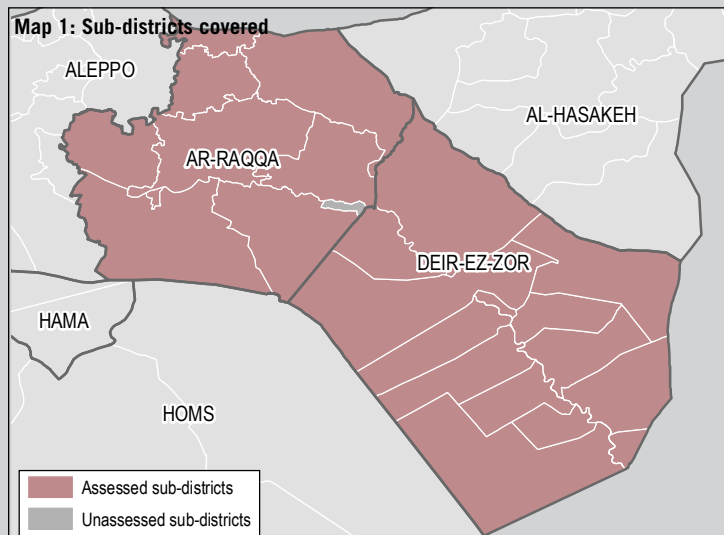 Map 1: Sub-districts covered
ALEPPO
AL-HASAKEH
AR-RAQQA
DEIR-EZ-ZOR
HAMA
HOMS
Assessed sub-districts
Unassessed sub-districts